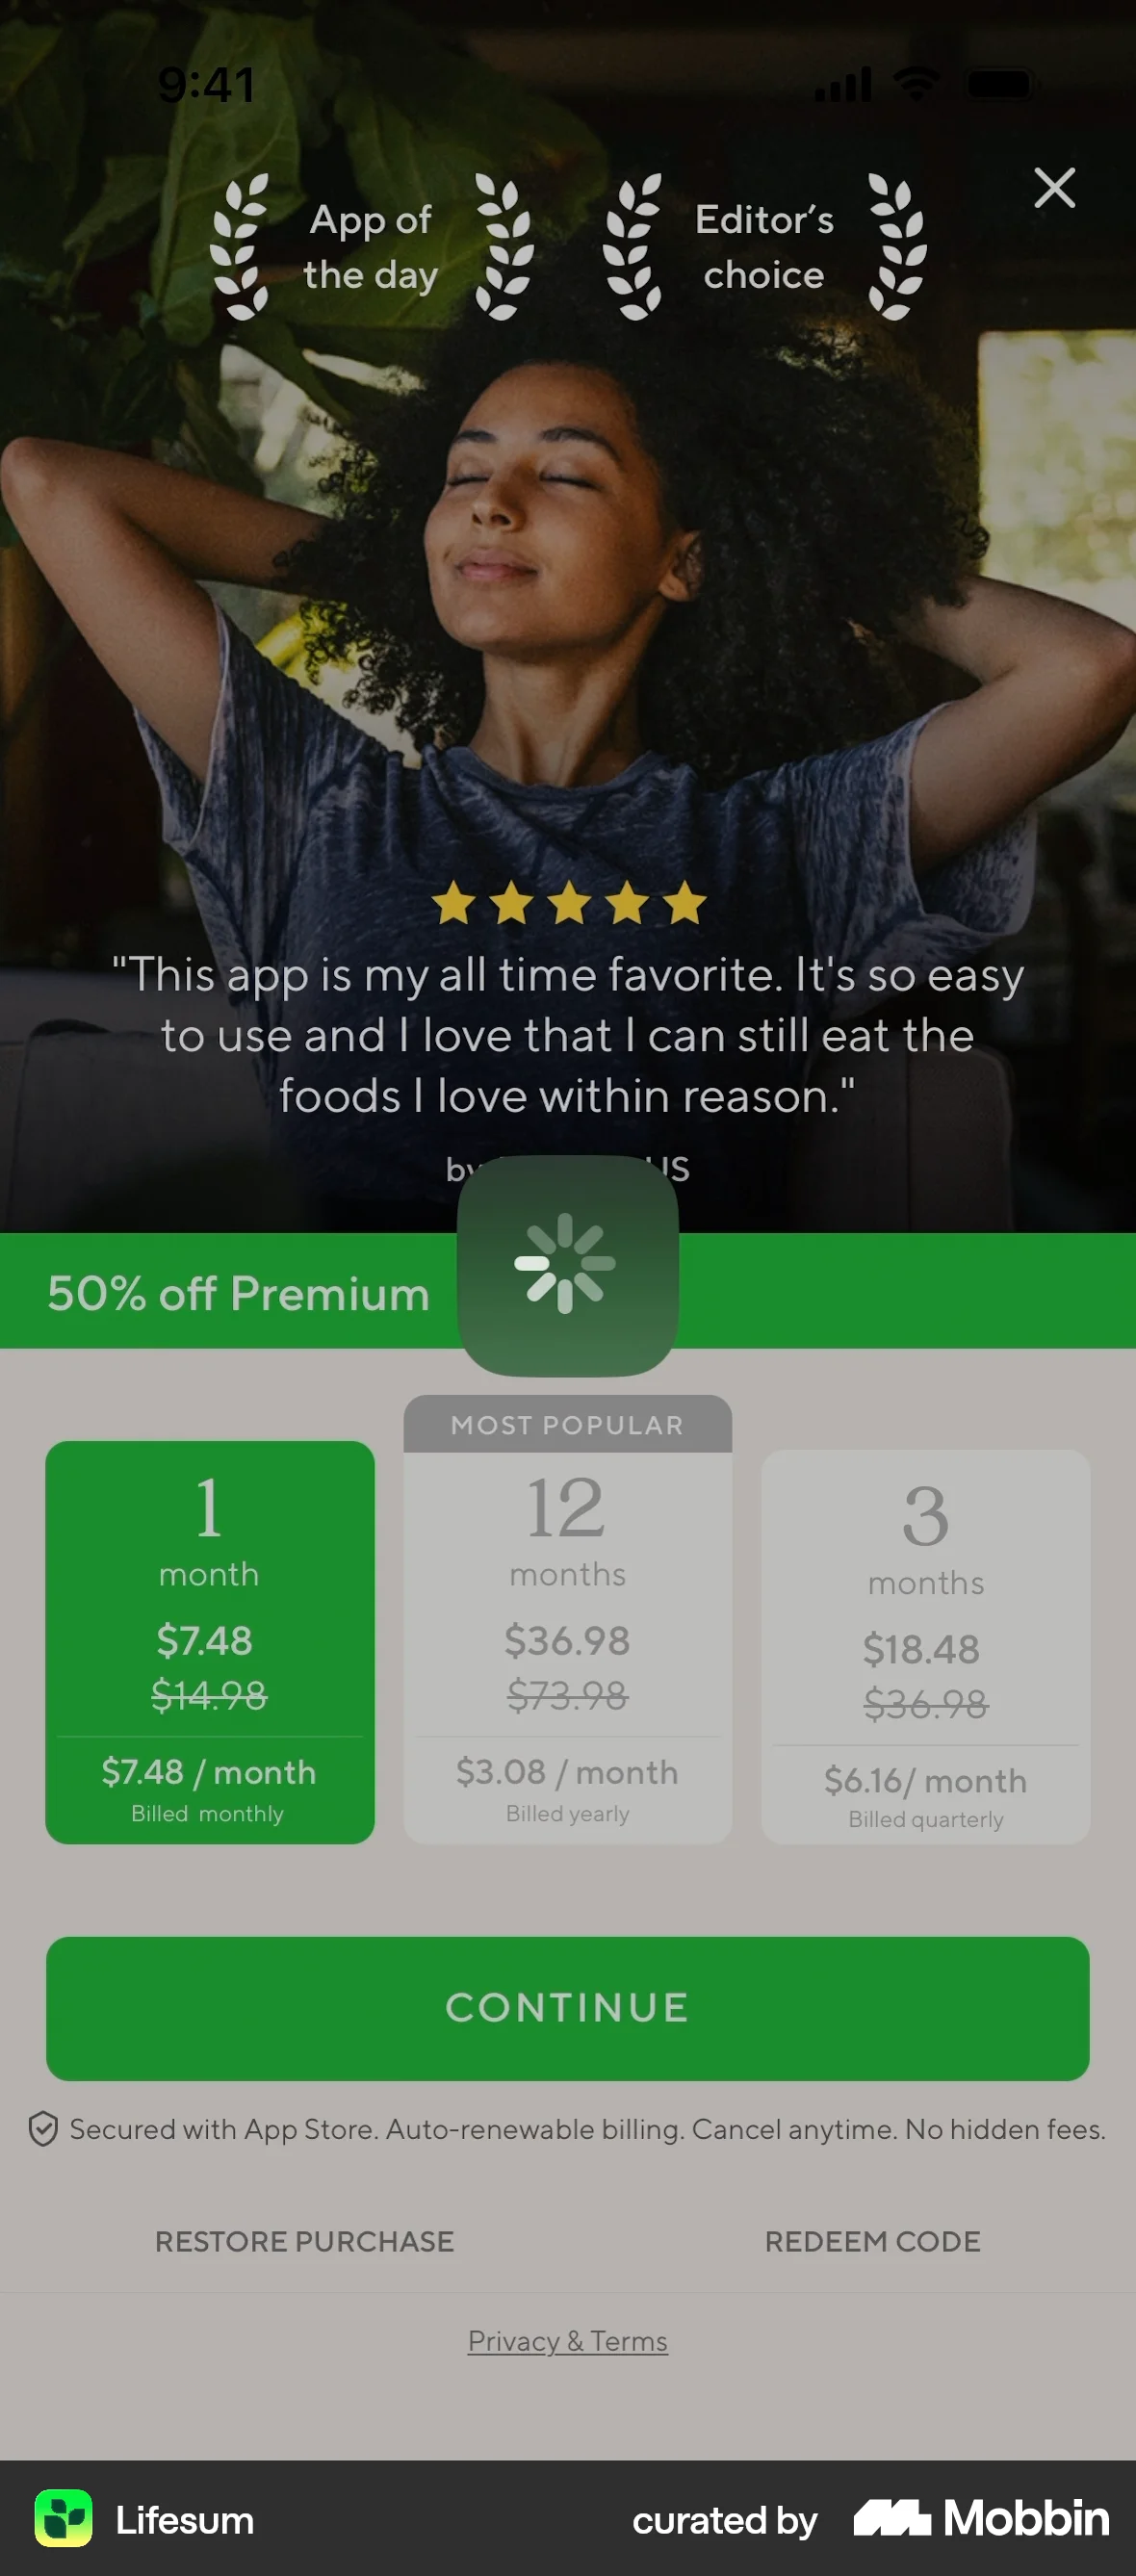 9:41
App of
the day
Editor's
choice
"This app is my all time favorite. It's so easy
to use and I love that I can still eat the
foods I love within reason."
by
US
50% off Premium
MOST POPULAR
1
month
$7.48
$14.98
$7.48 / month
Billed monthly
12
months
$36.98
$73.98
$3.08 / month
Billed yearly
3
months
$18.48
$36.98
$6.16/ month
Billed quarterly
CONTINUE
Secured with App Store. Auto-renewable billing. Cancel anytime. No hidden fees.
RESTORE PURCHASE
REDEEM CODE
Privacy & Terms
Lifesum
curated by
Mobbin